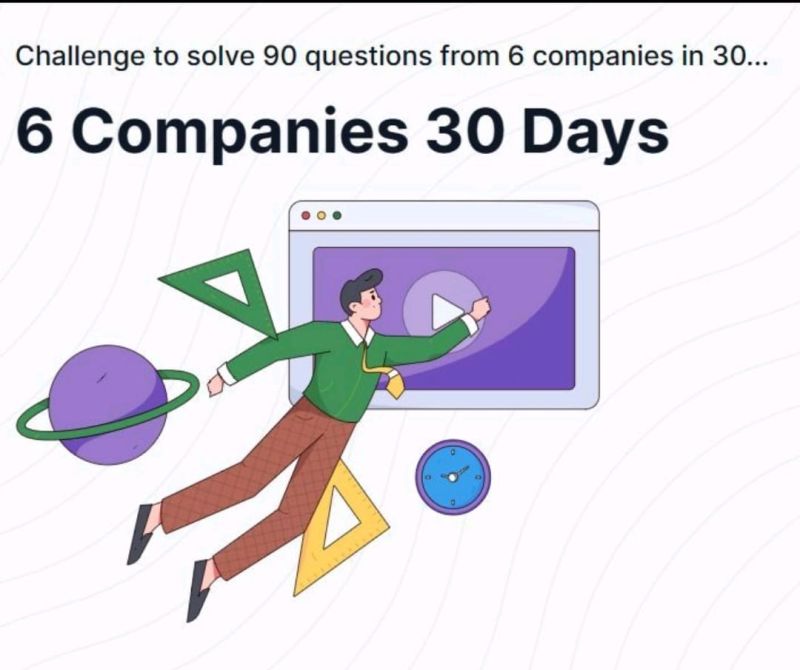 Challenge to solve 90 questions from 6 companies in 30...
6 Companies 30 Days